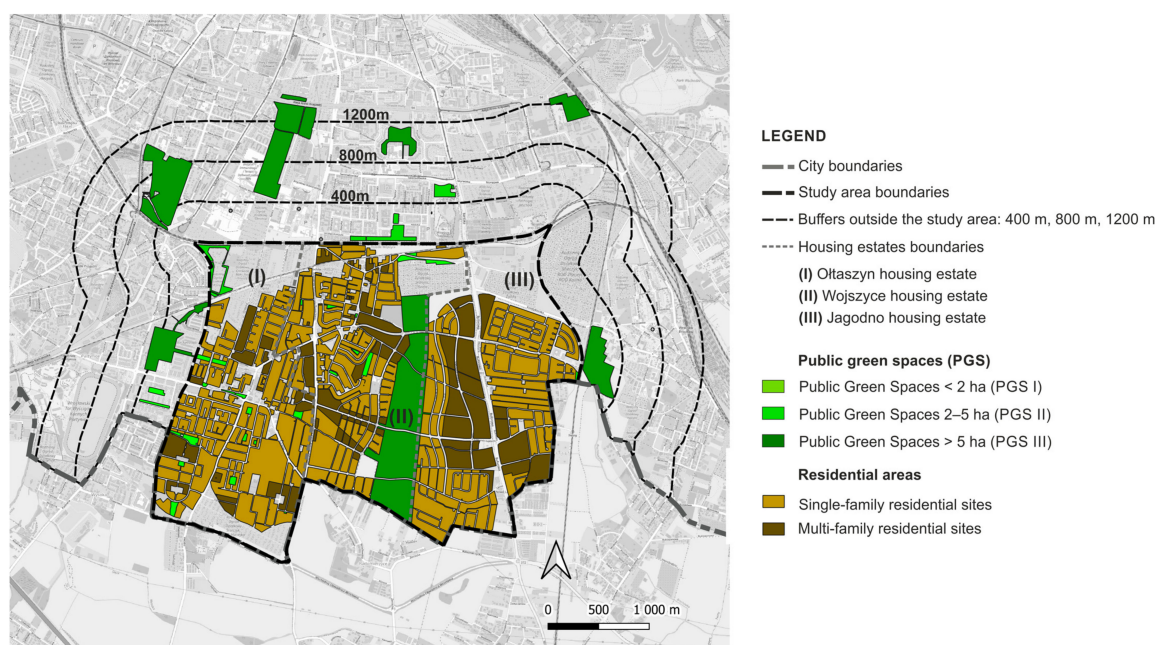 1200m
800m
400m
(I)
(III)
(II)
0 500 1 000 m
LEGEND
City boundaries
Study area boundaries
Buffers outside the study area: 400 m, 800 m, 1200 m
Housing estates boundaries
(I) Ołtaszyn housing estate
(II) Wojszyce housing estate
(III) Jagodno housing estate
Public green spaces (PGS)
Public Green Spaces < 2 ha (PGS I)
Public Green Spaces 2–5 ha (PGS II)
Public Green Spaces > 5 ha (PGS III)
Residential areas
Single-family residential sites
Multi-family residential sites